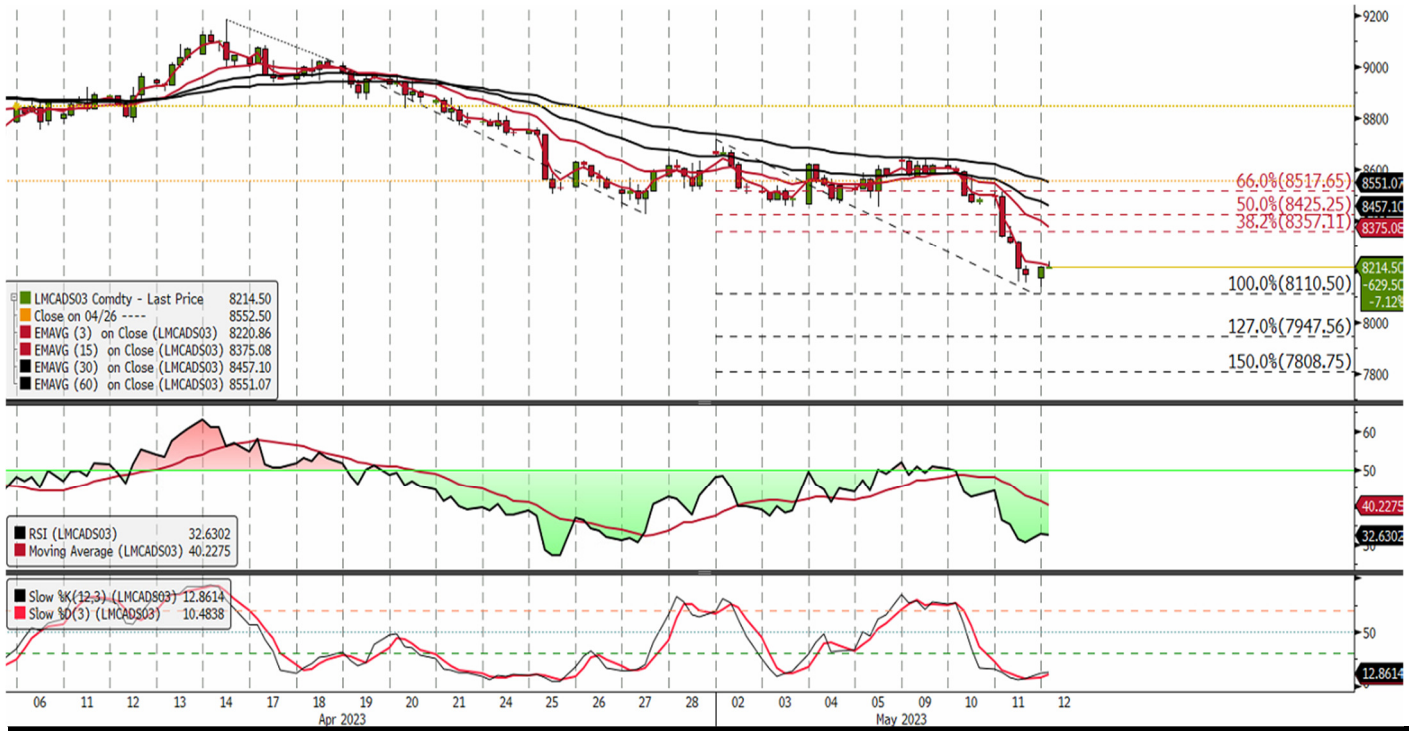 9200
9000
8800
8600
66.0%(8517.65)
8551.07
50.0%(8425.25)
8457.10
38.2%(8357.11)
8375.08
8214.50
-629.50
-7.12%
100.0%(8110.50)
8000
127.0%(7947.56)
150.0%(7808.75)
7800
LMCADS03 Comdty - Last Price 8214.50
Close on 04/26 ---- 8552.50
EMAVG (3) on Close (LMCADS03) 8220.86
EMAVG (15) on Close (LMCADS03) 8375.08
EMAVG (30) on Close (LMCADS03) 8457.10
EMAVG (60) on Close (LMCADS03) 8551.07
60
50
40.2275
32.6302
30
RSI (LMCADS03) 32.6302
Moving Average (LMCADS03) 40.2275
Slow %K(12,3) (LMCADS03) 12.8614
Slow %D(3) (LMCADS03) 10.4838
50
12.8614
0
06 11 12 13 14 17 18 19 20 21 24 25 26 27 28 02 03 04 05 09 10 11 12
Apr 2023 May 2023